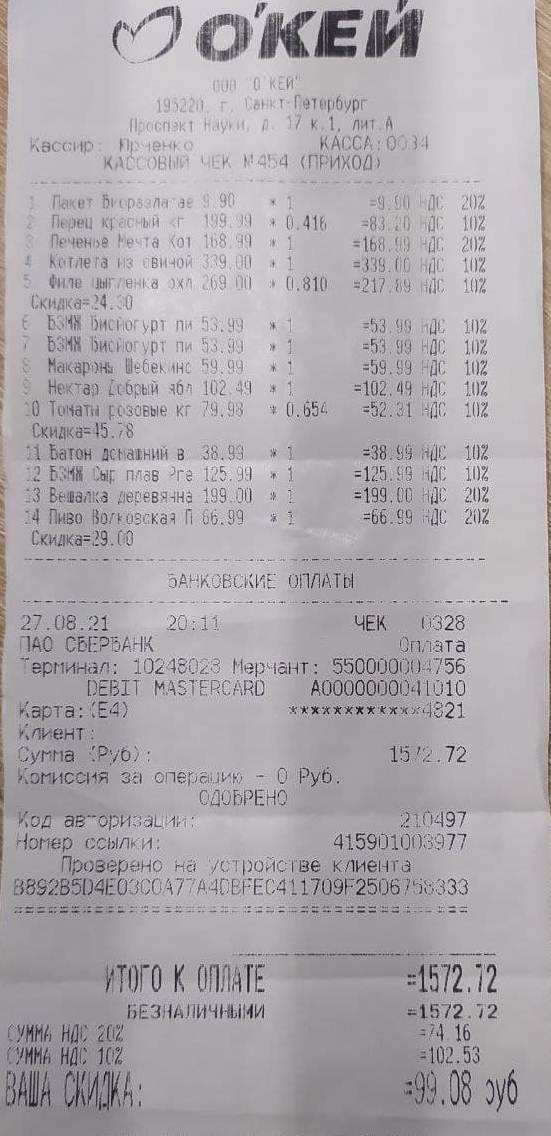 О'КЕЙ
ООО "О'КЕЙ"
195220, г. Санкт-Петербург
Проспект Науки, д. 17 к.1, лит.А
Кассир: Юрченко КАССА:0034
КАССОВЫЙ ЧЕК №454 (ПРИХОД)
1 Пакет Биоразлагае 9.90 * 1 =9.90 НДС 20%
2 Перец красный кг 199.99 * 0.416 =83.20 НДС 10%
3 Печенье Мечта Кот 168.99 * 1 =168.99 НДС 20%
4 Котлета из свиной 339.00 * 1 =339.00 НДС 10%
5 Филе цыпленка охл 269.00 * 0.810 =217.89 НДС 10%
Скидка=24.30
6 БЗМЖ Бисйогурт пи 53.99 * 1 =53.99 НДС 10%
7 БЗМЖ Бисйогурт пи 53.99 * 1 =53.99 НДС 10%
8 Макароны Шебекинс 59.99 * 1 =59.99 НДС 10%
9 Нектар Добрый ябл 102.49 * 1 =102.49 НДС 10%
10 Томаты розовые кг 79.98 * 0.654 =52.31 НДС 10%
Скидка=45.78
11 Батон домашний в 38.99 * 1 =38.99 НДС 10%
12 БЗМЖ Сыр плав Pre 125.99 * 1 =125.99 НДС 10%
13 Вешалка деревянна 199.00 * 1 =199.00 НДС 20%
14 Пиво Волковская П 66.99 * 1 =66.99 НДС 20%
Скидка=29.00
БАНКОВСКИЕ ОПЛАТЫ
27.08.21 20:11 ЧЕК 0328
ПАО СБЕРБАНК Оплата
Терминал: 10248028 Мерчант: 550000004756
DEBIT MASTERCARD A0000000041010
Карта:(E4) ************4821
Клиент:
Сумма (Руб): 1572.72
Комиссия за операцию - 0 Руб.
ОДОБРЕНО
Код авторизации: 210497
Номер ссылки: 415901003977
Проверено на устройстве клиента
B892B5D4E03C0A77A4DBFEC411709F2506758333
ИТОГО К ОПЛАТЕ =1572.72
БЕЗНАЛИЧНЫМИ =1572.72
СУММА НДС 20% =74.16
СУММА НДС 10% =102.53
ВАША СКИДКА: =99.08 руб